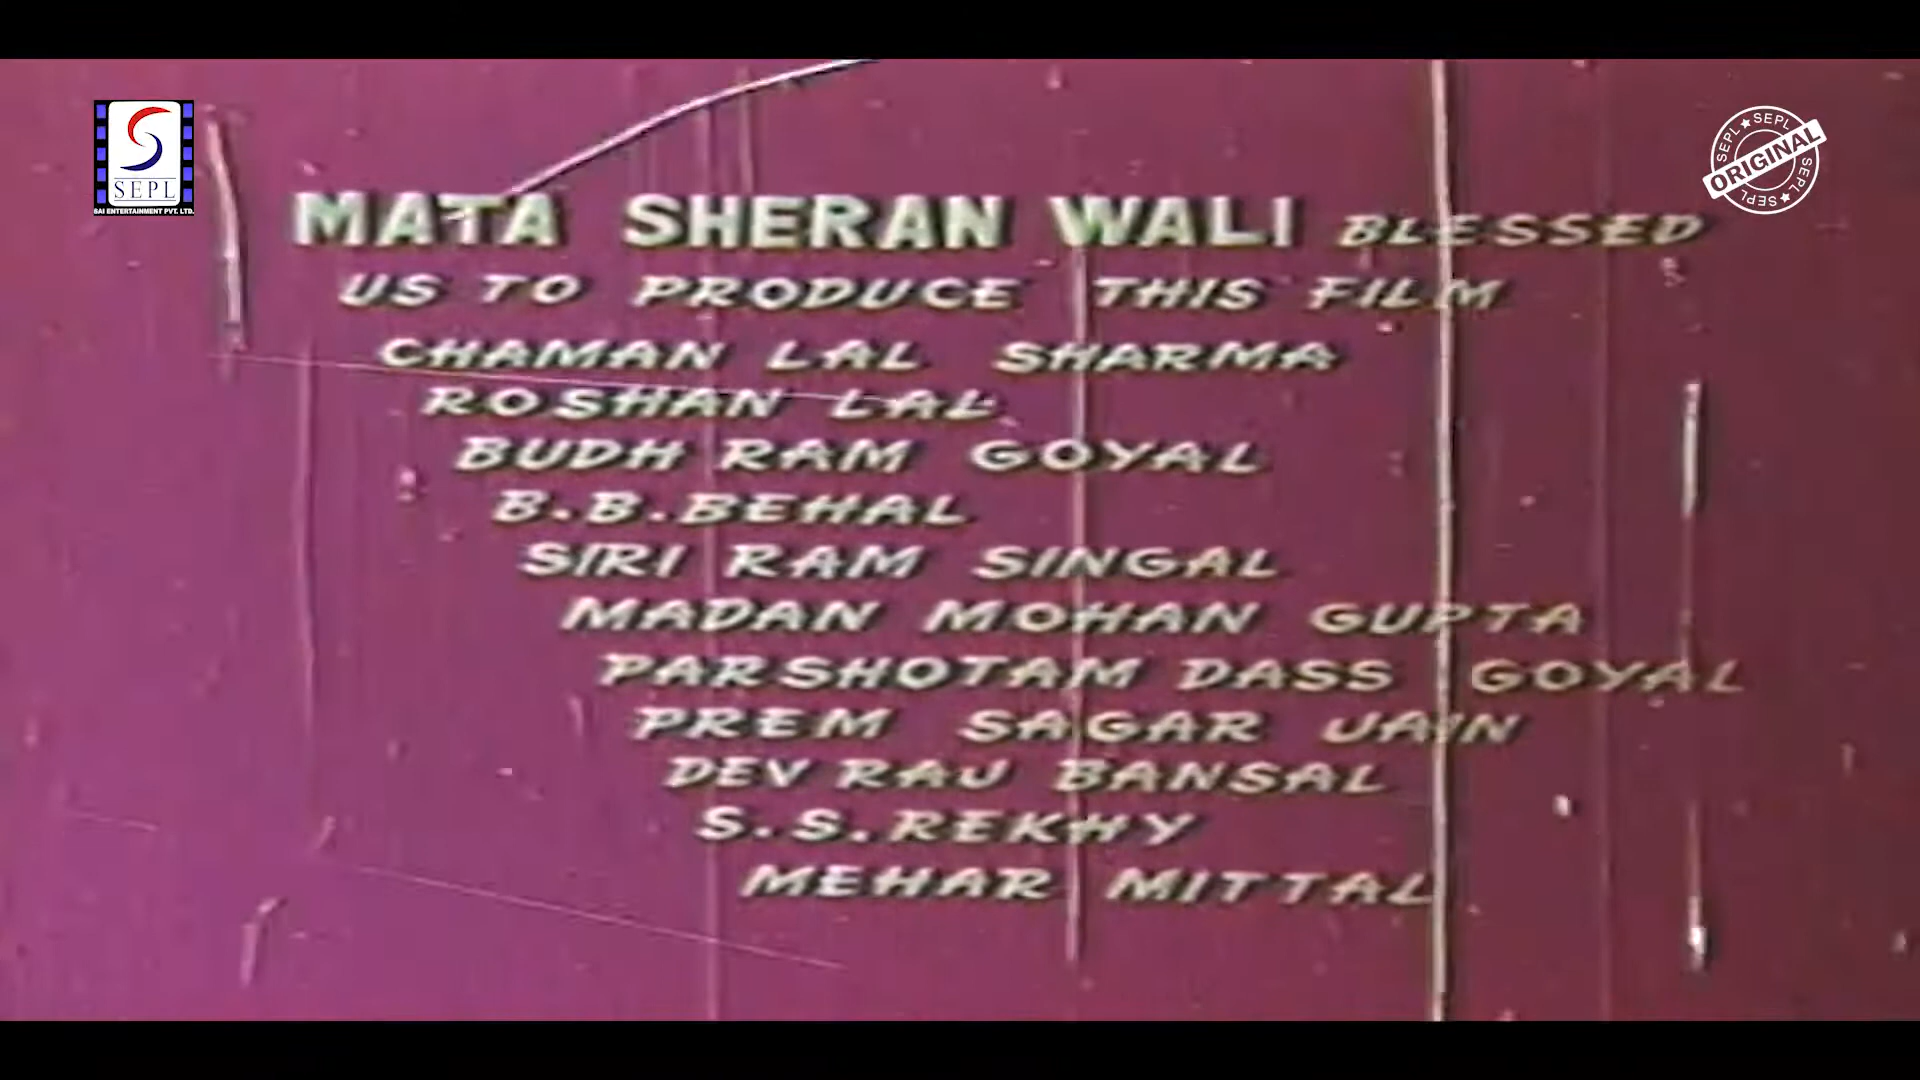 SEPL
SAI ENTERTAINMENT PVT. LTD.
SEPL ★ SEPL
ORIGINAL
SEPL ★ SEPL
MATA SHERAN WALI BLESSED
US TO PRODUCE THIS FILM
CHAMAN LAL SHARMA
ROSHAN LAL
BUDH RAM GOYAL
B.B.BEHAL
SIRI RAM SINGAL
MADAN MOHAN GUPTA
PARSHOTAM DASS GOYAL
PREM SAGAR JAIN
DEV RAJ BANSAL
S.S.REKHY
MEHAR MITTAL